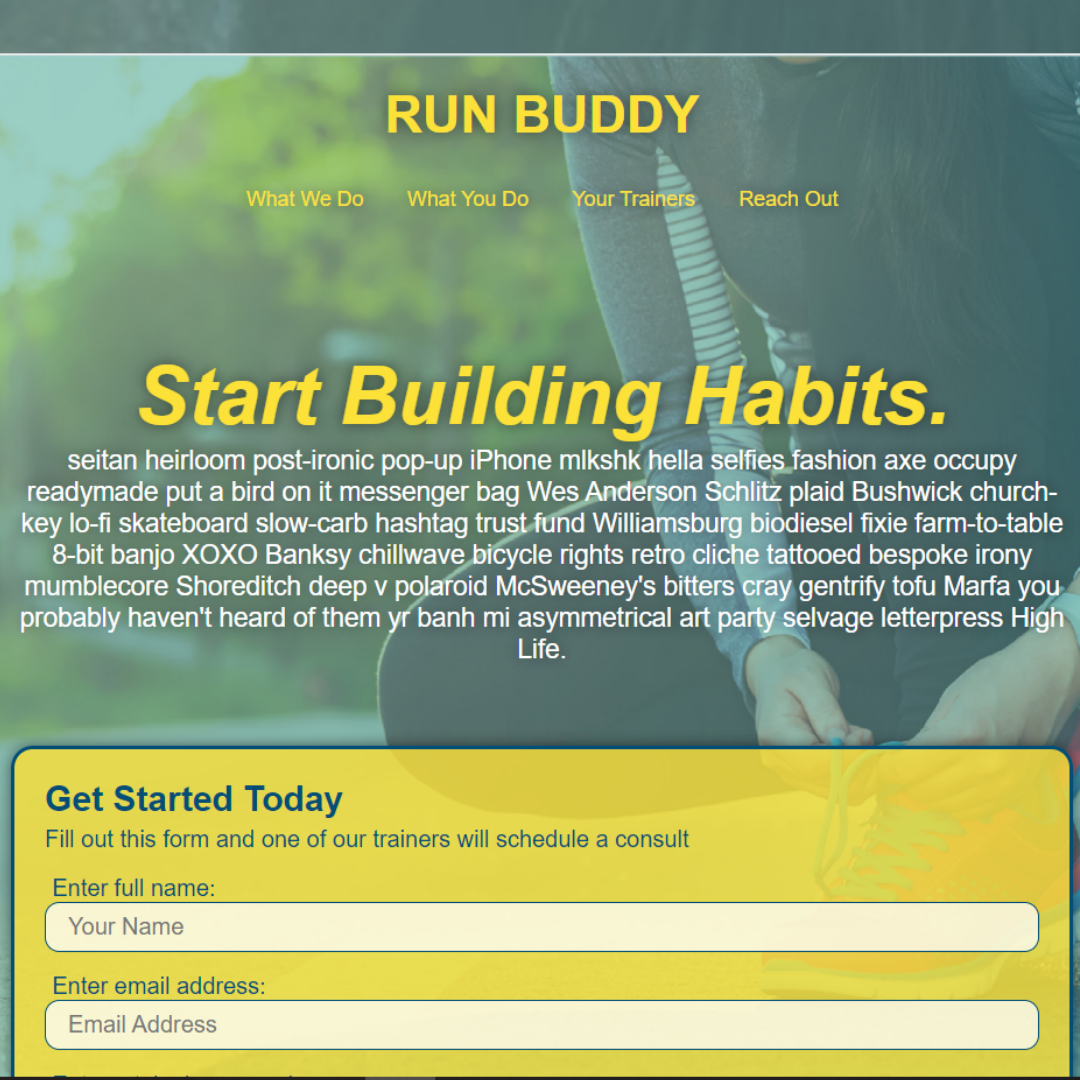 RUN BUDDY
What We Do What You Do Your Trainers Reach Out
Start Building Habits.
seitan heirloom post-ironic pop-up iPhone mlkshk hella selfies fashion axe occupy
readymade put a bird on it messenger bag Wes Anderson Schlitz plaid Bushwick church-
key lo-fi skateboard slow-carb hashtag trust fund Williamsburg biodiesel fixie farm-to-table
8-bit banjo XOXO Banksy chillwave bicycle rights retro cliche tattooed bespoke irony
mumblecore Shoreditch deep v polaroid McSweeney's bitters cray gentrify tofu Marfa you
probably haven't heard of them yr banh mi asymmetrical art party selvage letterpress High
Life.
Get Started Today
Fill out this form and one of our trainers will schedule a consult
Enter full name:
Your Name
Enter email address:
Email Address